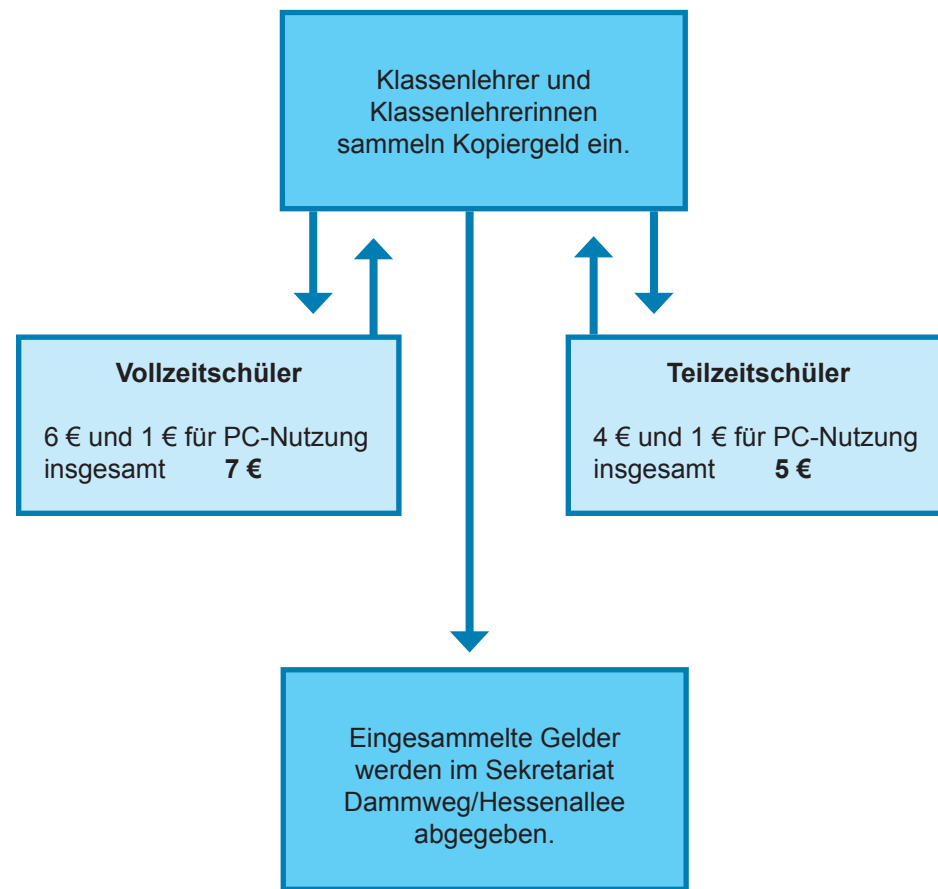 Klassenlehrer und
Klassenlehrerinnen
sammeln Kopiergeld ein.
Vollzeitschüler
6 € und 1 € für PC-Nutzung
insgesamt 7 €
Teilzeitschüler
4 € und 1 € für PC-Nutzung
insgesamt 5 €
Eingesammelte Gelder
werden im Sekretariat
Dammweg/Hessenallee
abgegeben.